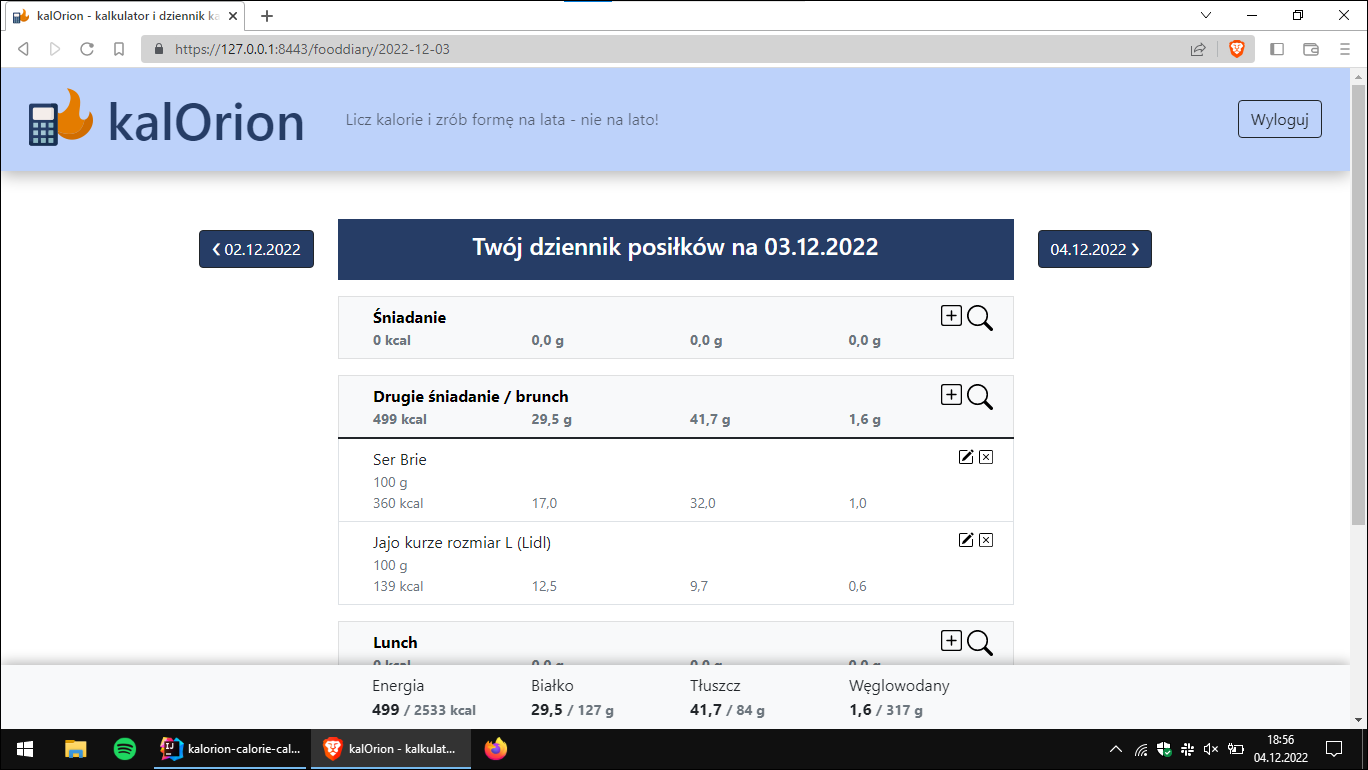 kalOrion - kalkulator i dziennik ka
https://127.0.0.1:8443/fooddiary/2022-12-03
kalOrion
Licz kalorie i zrób formę na lata - nie na lato!
Wyloguj
02.12.2022
Twój dziennik posiłków na 03.12.2022
04.12.2022
Śniadanie
0 kcal 0,0 g 0,0 g 0,0 g
Drugie śniadanie / brunch
499 kcal 29,5 g 41,7 g 1,6 g
Ser Brie
100 g
360 kcal 17,0 32,0 1,0
Jajo kurze rozmiar L (Lidl)
100 g
139 kcal 12,5 9,7 0,6
Lunch
0 kcal 0,0 g 0,0 g 0,0 g
Energia Białko Tłuszcz Węglowodany
499 / 2533 kcal 29,5 / 127 g 41,7 / 84 g 1,6 / 317 g
kalorion-calorie-cal...
kalOrion - kalkulat...
18:56
04.12.2022